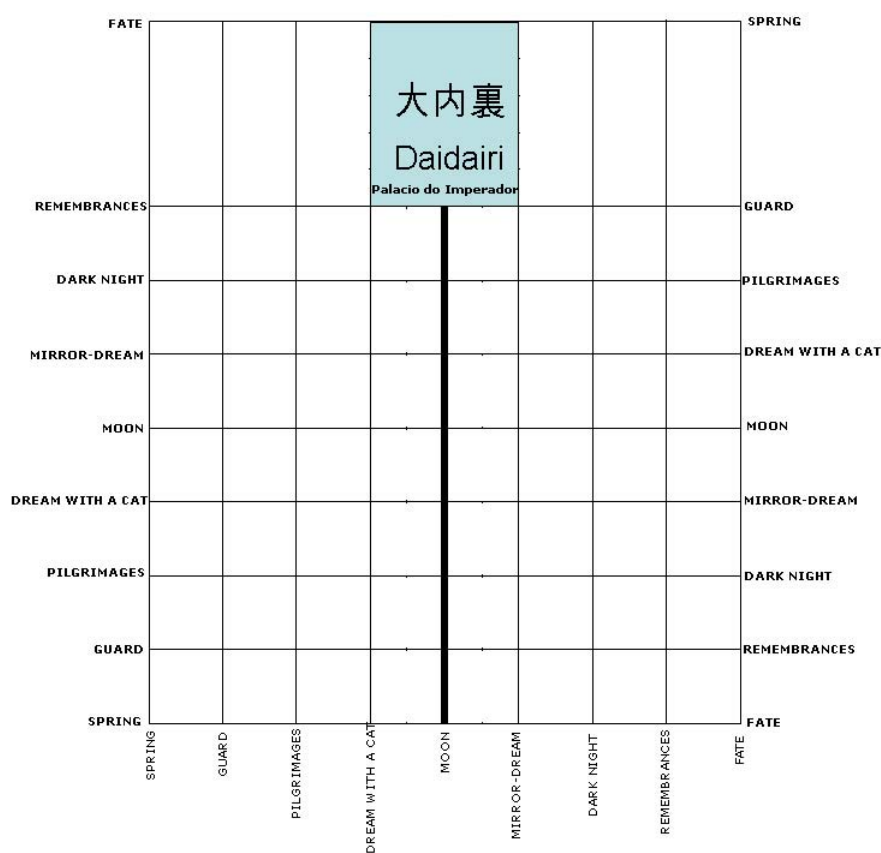 FATE
SPRING
大内裏
Daidairi
Palacio do Imperador
REMEMBRANCES
GUARD
DARK NIGHT
PILGRIMAGES
MIRROR-DREAM
DREAM WITH A CAT
MOON
MOON
DREAM WITH A CAT
MIRROR-DREAM
PILGRIMAGES
DARK NIGHT
GUARD
REMEMBRANCES
SPRING
FATE
SPRING
GUARD
PILGRIMAGES
DREAM WITH A CAT
MOON
MIRROR-DREAM
DARK NIGHT
REMEMBRANCES
FATE